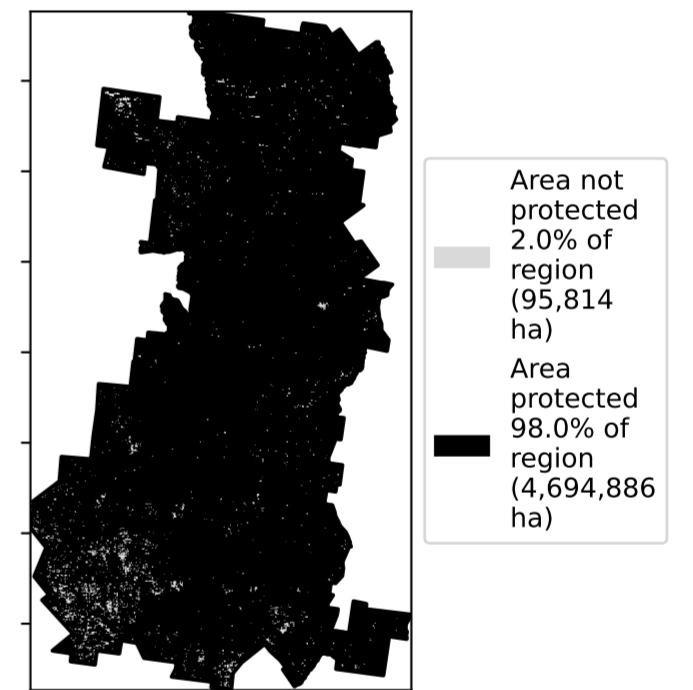 Area not
protected
2.0% of
region
(95,814
ha)
Area
protected
98.0% of
region
(4,694,886
ha)